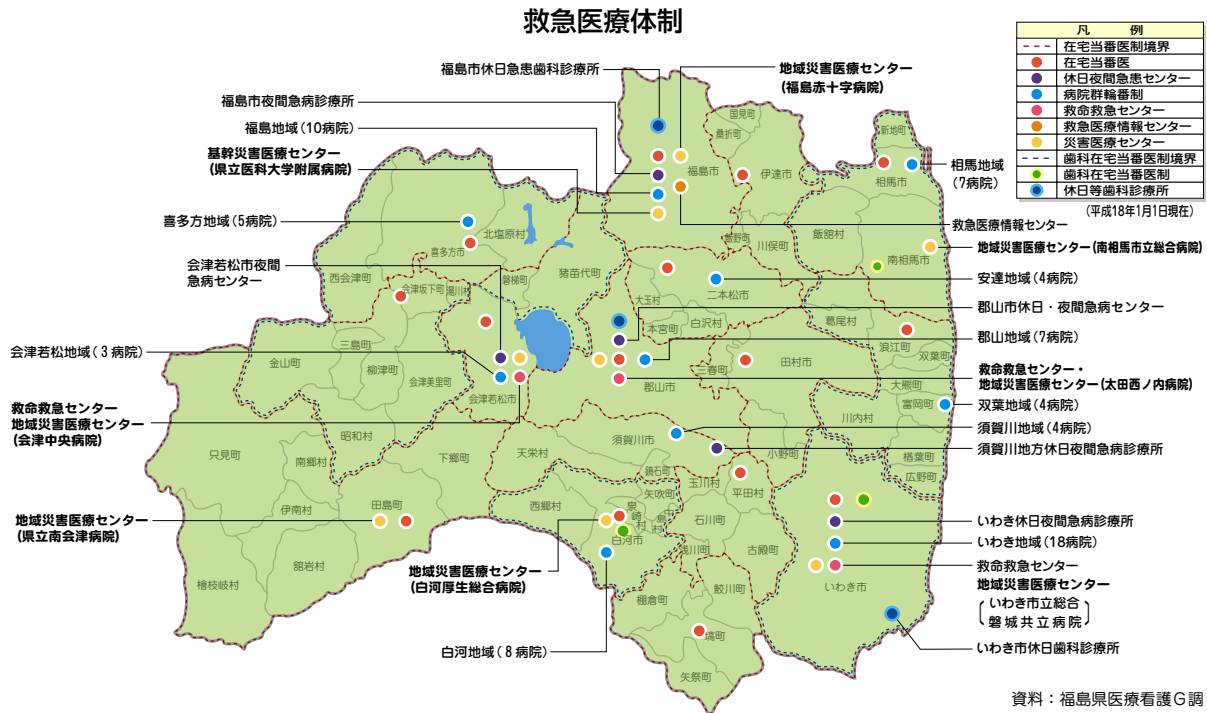 救急医療体制
凡　例
在宅当番医制境界
在宅当番医
休日夜間急患センター
病院群輪番制
救命救急センター
救急医療情報センター
災害医療センター
歯科在宅当番医制境界
歯科在宅当番医制
休日等歯科診療所
(平成18年1月1日現在)
福島市休日急患歯科診療所
地域災害医療センター
(福島赤十字病院)
福島市夜間急病診療所
福島地域(10病院)
基幹災害医療センター
(県立医科大学附属病院)
喜多方地域(5病院)
会津若松市夜間
急病センター
会津若松地域(3病院)
救命救急センター
地域災害医療センター
(会津中央病院)
地域災害医療センター
(県立南会津病院)
地域災害医療センター
(白河厚生総合病院)
白河地域(8病院)
相馬地域
(7病院)
救急医療情報センター
地域災害医療センター(南相馬市立総合病院)
安達地域(4病院)
郡山市休日・夜間急病センター
郡山地域(7病院)
救命救急センター・
地域災害医療センター(太田西ノ内病院)
双葉地域(4病院)
須賀川地域(4病院)
須賀川地方休日夜間急病診療所
いわき休日夜間急病診療所
いわき地域(18病院)
救命救急センター
地域災害医療センター
いわき市立総合
磐城共立病院
いわき市休日歯科診療所
国見町
桑折町
福島市
伊達市
新地町
相馬市
飯野町
川俣町
飯舘村
南相馬市
北塩原村
喜多方市
西会津町
磐梯町
猪苗代町
会津坂下町
湯川村
大玉村
二本松市
本宮町
白沢村
葛尾村
浪江町
双葉町
三島町
金山町
柳津町
会津美里町
会津若松市
郡山市
三春町
田村市
大熊町
富岡町
川内村
昭和村
只見町
南郷村
下郷町
天栄村
須賀川市
鏡石町
小野町
楢葉町
広野町
伊南村
田島町
西郷村
矢吹町
泉崎村
中島村
玉川村
平田村
白河市
石川町
浅川町
古殿町
舘岩村
檜枝岐村
棚倉町
鮫川村
塙町
矢祭町
いわき市
資料：福島県医療看護G調